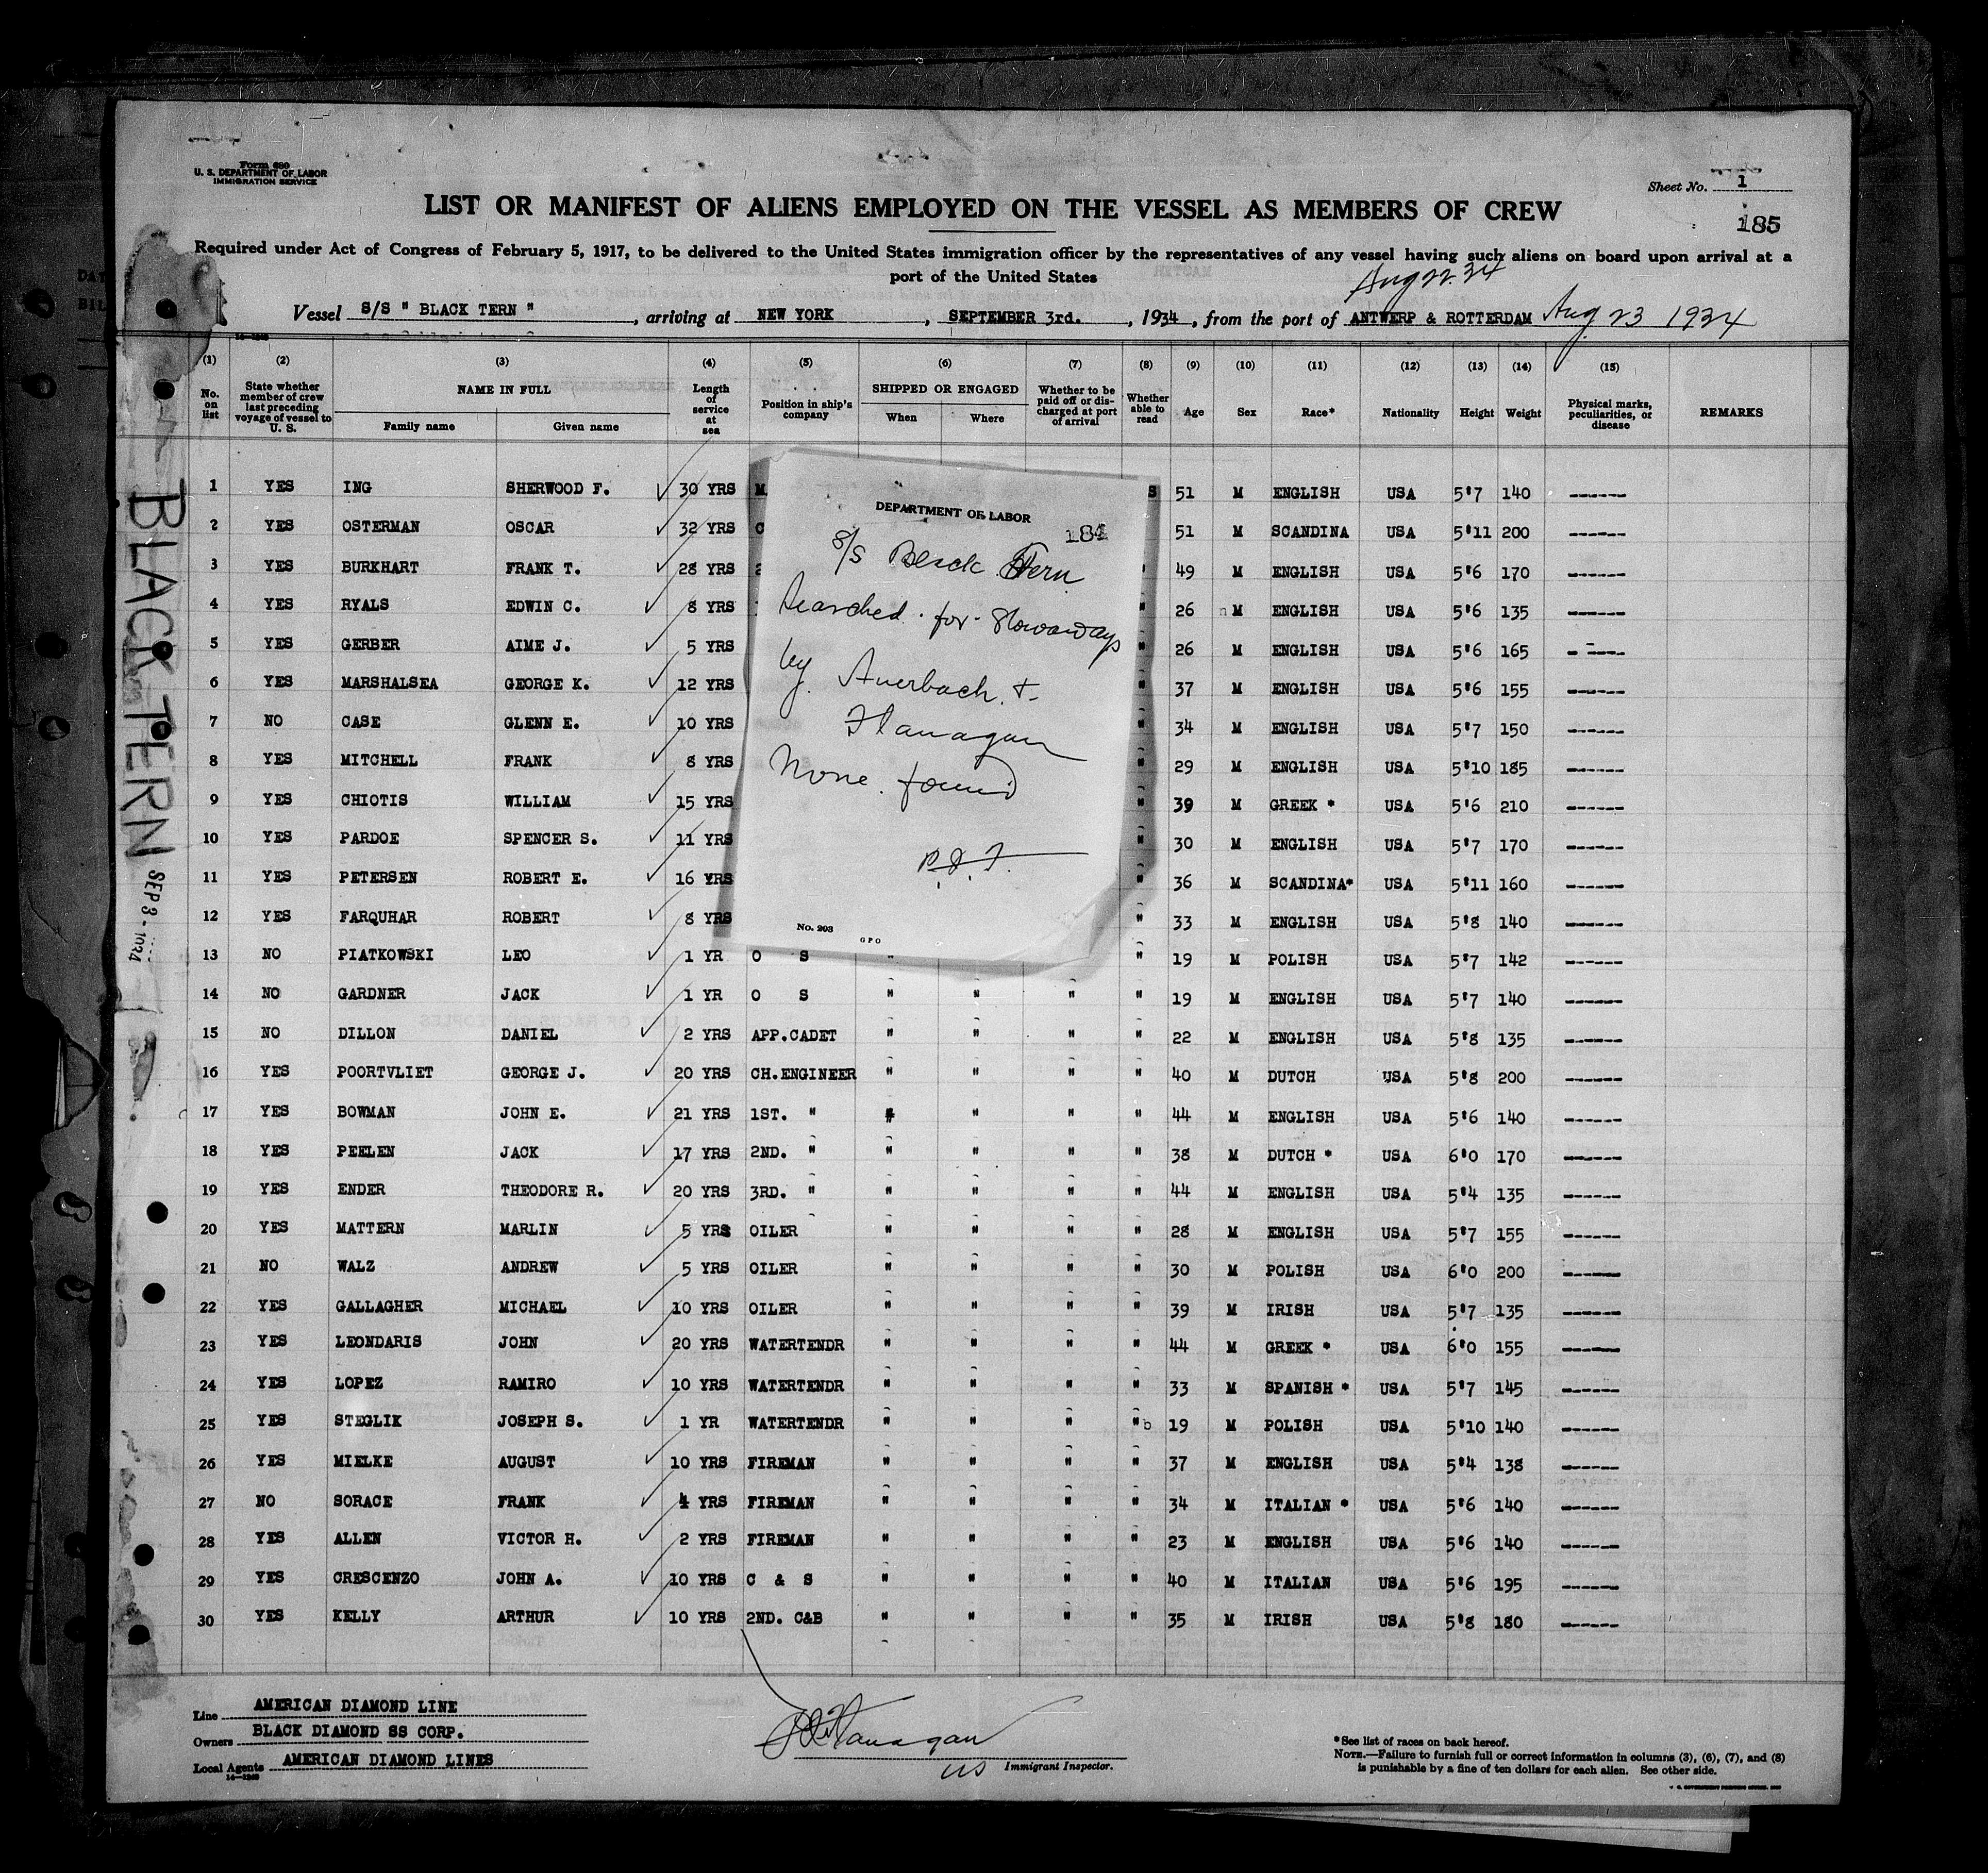 Form 680
U. S. DEPARTMENT OF LABOR
IMMIGRATION SERVICE
Sheet No. 1
185
LIST OR MANIFEST OF ALIENS EMPLOYED ON THE VESSEL AS MEMBERS OF CREW
Required under Act of Congress of February 5, 1917, to be delivered to the United States immigration officer by the representatives of any vessel having such aliens on board upon arrival at a
port of the United States
Aug 22. 34
Vessel S/S " BLACK TERN " , arriving at NEW YORK , SEPTEMBER 3rd. , 1934 , from the port of ANTWERP & ROTTERDAM Aug 23 1934
(1) (2) (3) (4) (5) (6) (7) (8) (9) (10) (11) (12) (13) (14) (15)
No. on list | State whether member of crew last preceding voyage of vessel to U. S. | NAME IN FULL Family name Given name | Length of service at sea | Position in ship's company | SHIPPED OR ENGAGED When Where | Whether to be paid off or discharged at port of arrival | Whether able to read | Age | Sex | Race* | Nationality | Height | Weight | Physical marks, peculiarities, or disease | REMARKS
1 YES ING SHERWOOD F. 30 YRS M S 51 M ENGLISH USA 5'7 140 ------
2 YES OSTERMAN OSCAR 32 YRS C 51 M SCANDINA USA 5'11 200 ------
3 YES BURKHART FRANK T. 28 YRS 2 " 49 M ENGLISH USA 5'6 170 ------
4 YES RYALS EDWIN C. 8 YRS " 26 M ENGLISH USA 5'6 135 ------
5 YES GERBER AIME J. 5 YRS " 26 M ENGLISH USA 5'6 165 ------
6 YES MARSHALSEA GEORGE K. 12 YRS " 37 M ENGLISH USA 5'6 155 ------
7 NO CASE GLENN E. 10 YRS " 34 M ENGLISH USA 5'7 150 ------
8 YES MITCHELL FRANK 8 YRS " 29 M ENGLISH USA 5'10 185 ------
9 YES CHIOTIS WILLIAM 15 YRS " 39 M GREEK * USA 5'6 210 ------
10 YES PARDOE SPENCER S. 11 YRS " 30 M ENGLISH USA 5'7 170 ------
11 YES PETERSEN ROBERT E. 16 YRS " 36 M SCANDINA* USA 5'11 160 ------
12 YES FARQUHAR ROBERT 8 YRS " 33 M ENGLISH USA 5'8 140 ------
13 NO PIATKOWSKI LEO 1 YR O S " " 19 M POLISH USA 5'7 142 ------
14 NO GARDNER JACK 1 YR O S " " " " 19 M ENGLISH USA 5'7 140 ------
15 NO DILLON DANIEL 2 YRS APP.CADET " " " " 22 M ENGLISH USA 5'8 135 ------
16 YES POORTVLIET GEORGE J. 20 YRS CH.ENGINEER " " " " 40 M DUTCH USA 5'8 200 ------
17 YES BOWMAN JOHN E. 21 YRS 1ST. " " " " " 44 M ENGLISH USA 5'6 140 ------
18 YES PEELEN JACK 17 YRS 2ND. " " " " " 38 M DUTCH * USA 6'0 170 ------
19 YES ENDER THEODORE R. 20 YRS 3RD. " " " " " 44 M ENGLISH USA 5'4 135 ------
20 YES MATTERN MARLIN 5 YRS OILER " " " " 28 M ENGLISH USA 5'7 155 ------
21 NO WALZ ANDREW 5 YRS OILER " " " " 30 M POLISH USA 6'0 200 ------
22 YES GALLAGHER MICHAEL 10 YRS OILER " " " " 39 M IRISH USA 5'7 135 ------
23 YES LEONDARIS JOHN 20 YRS WATERTENDR " " " " 44 M GREEK * USA 6'0 155 ------
24 YES LOPEZ RAMIRO 10 YRS WATERTENDR " " " " 33 M SPANISH * USA 5'7 145 ------
25 YES STEGLIK JOSEPH S. 1 YR WATERTENDR " " " " 19 M POLISH USA 5'10 140 ------
26 YES MIELKE AUGUST 10 YRS FIREMAN " " " " 37 M ENGLISH USA 5'4 138 ------
27 NO SORACE FRANK 4 YRS FIREMAN " " " " 34 M ITALIAN * USA 5'6 140 ------
28 YES ALLEN VICTOR H. 2 YRS FIREMAN " " " " 23 M ENGLISH USA 5'6 140 ------
29 YES CRESCENZO JOHN A. 10 YRS C & S " " " " 40 M ITALIAN USA 5'6 195 ------
30 YES KELLY ARTHUR 10 YRS 2ND. C&B " " " " 35 M IRISH USA 5'8 180 ------
DEPARTMENT OF LABOR
184
S/S Black Tern
Searched for Stowaways
by Auerbach +
Flanagan
None found
P.J.F.
No. 203
GPO
BLACK TERN
SEP 3 - 1934
Line AMERICAN DIAMOND LINE
Owners BLACK DIAMOND SS CORP.
Local Agents AMERICAN DIAMOND LINES
14—1240
Flanagan
US Immigrant Inspector.
*See list of races on back hereof.
NOTE.—Failure to furnish full or correct information in columns (3), (6), (7), and (8)
is punishable by a fine of ten dollars for each alien. See other side.